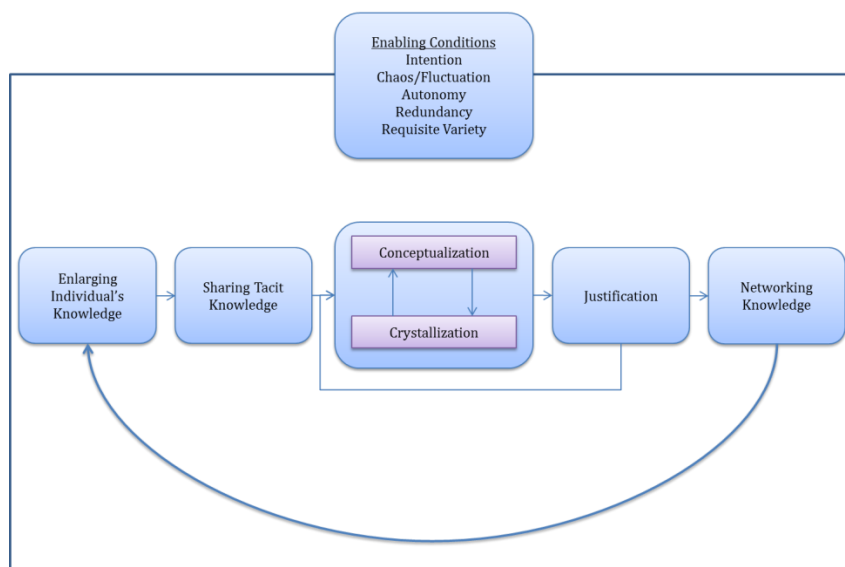 Enabling Conditions
Intention
Chaos/Fluctuation
Autonomy
Redundancy
Requisite Variety
Enlarging
Individual's
Knowledge
Sharing Tacit
Knowledge
Conceptualization
Crystallization
Justification
Networking
Knowledge